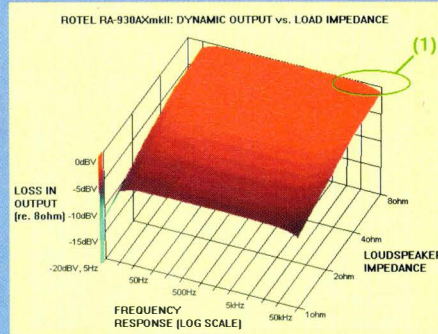 ROTEL RA-930AXmkII: DYNAMIC OUTPUT vs. LOAD IMPEDANCE
(1)
0dBV
-5dBV
-10dBV
-15dBV
-20dBV, 5Hz
LOSS IN
OUTPUT
(re. 8ohm)
50Hz
500Hz
5kHz
50kHz
1ohm
2ohm
4ohm
8ohm
LOUDSPEAKER
IMPEDANCE
FREQUENCY
RESPONSE (LOG SCALE)